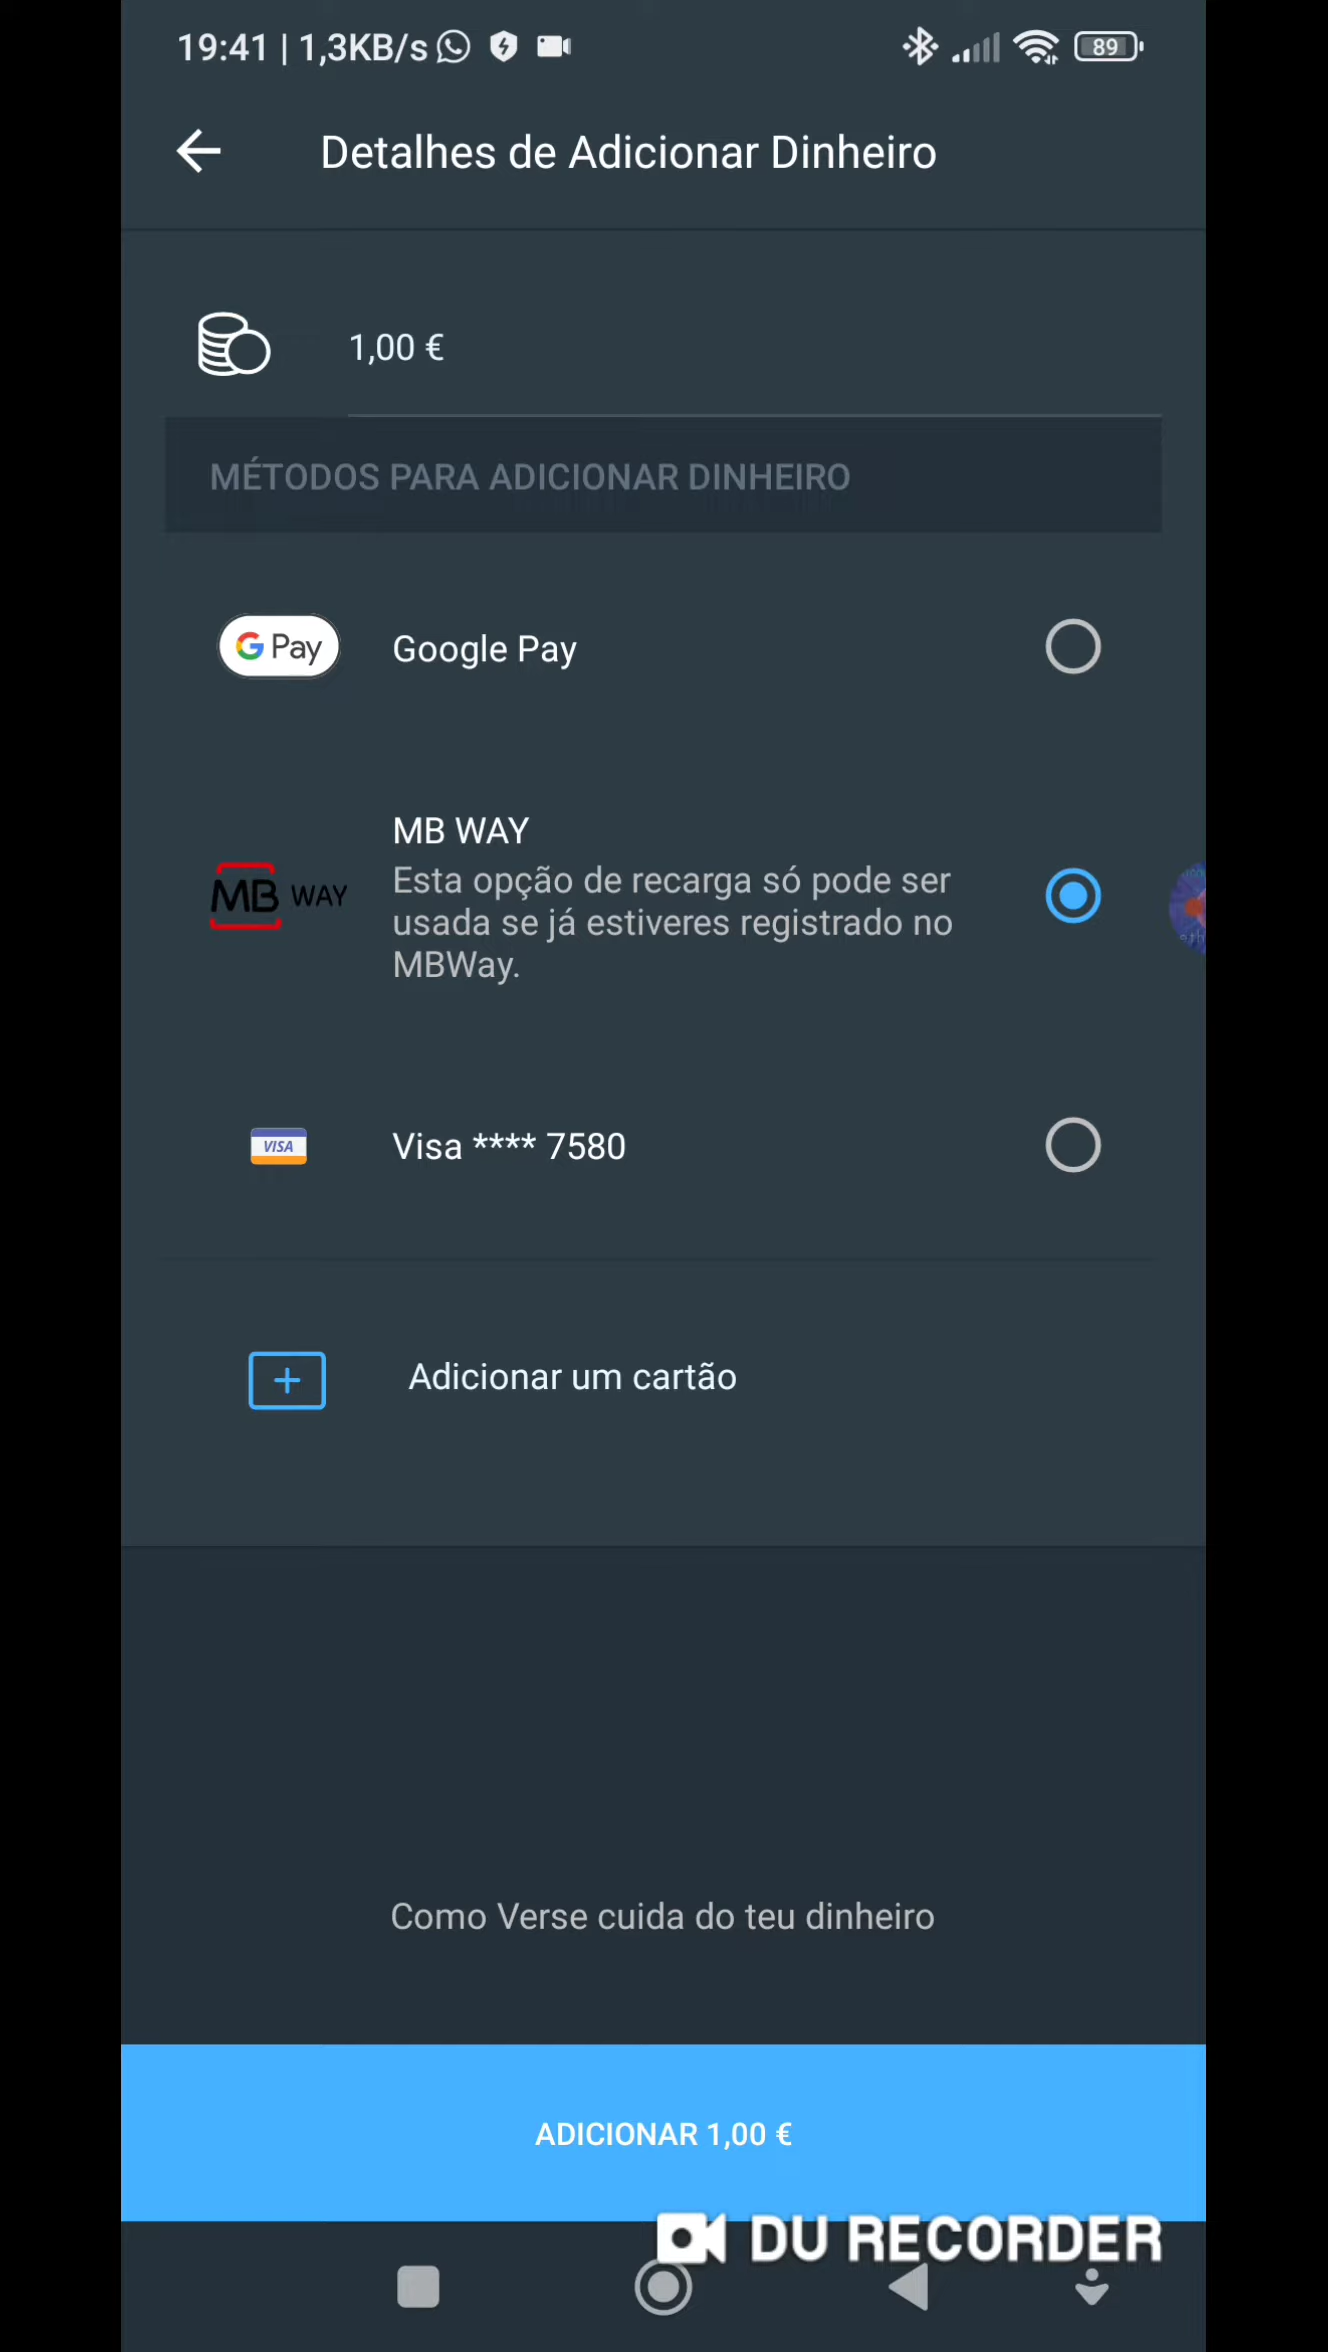 19:41 | 1,3KB/s
89
Detalhes de Adicionar Dinheiro
1,00 €
MÉTODOS PARA ADICIONAR DINHEIRO
G Pay
Google Pay
MB WAY
MB WAY
Esta opção de recarga só pode ser
usada se já estiveres registrado no
MBWay.
VISA
Visa **** 7580
Adicionar um cartão
Como Verse cuida do teu dinheiro
ADICIONAR 1,00 €
DU RECORDER